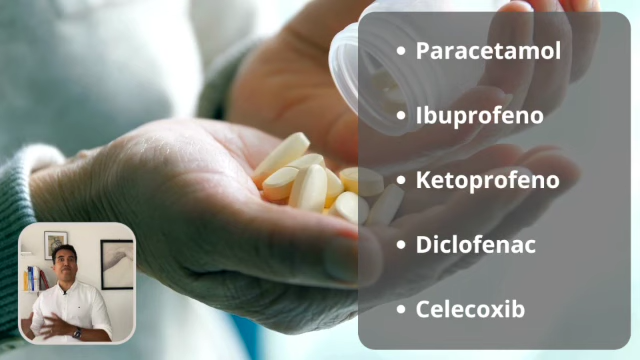 • Paracetamol
• Ibuprofeno
• Ketoprofeno
• Diclofenac
• Celecoxib